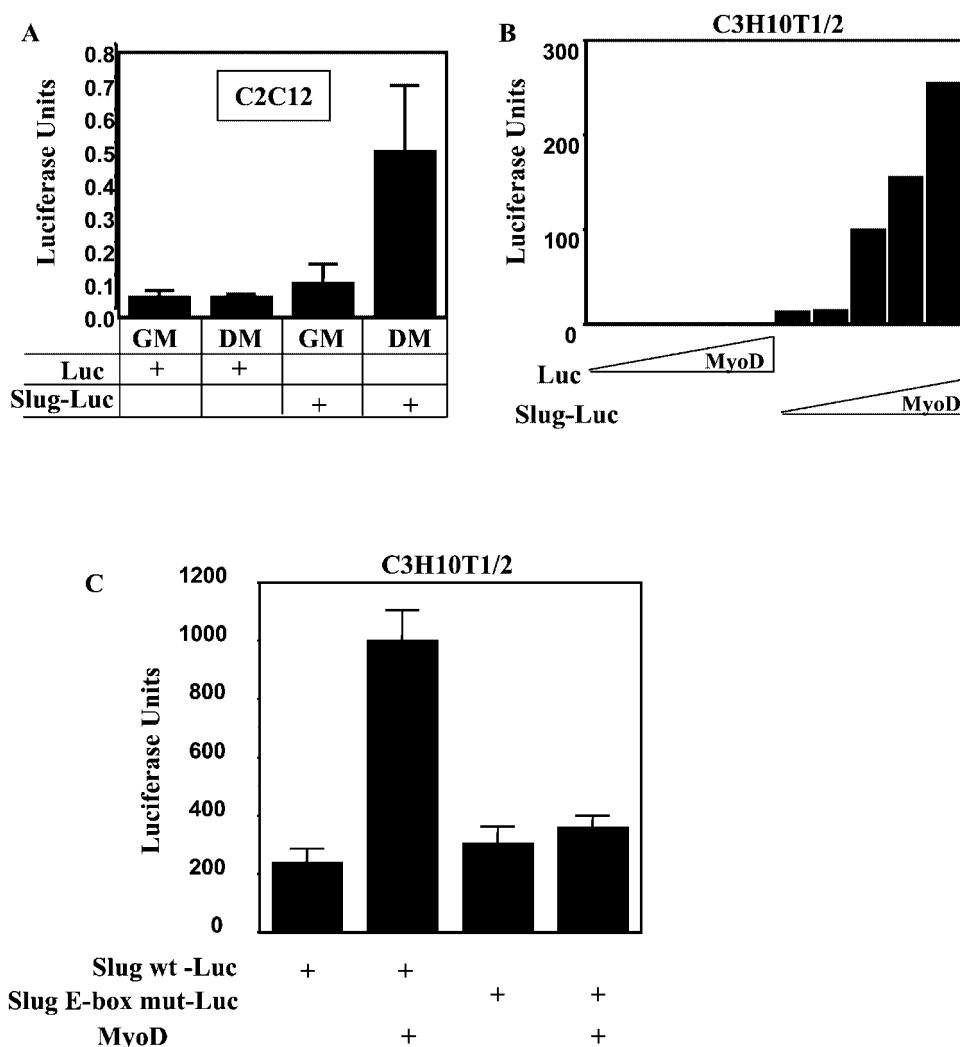 A
Luciferase Units
0.8
0.7
0.6
0.5
0.4
0.3
0.2
0.1
0.0
C2C12
GM DM GM DM
Luc + +
Slug-Luc + +
B
C3H10T1/2
Luciferase Units
300
200
100
0
Luc MyoD
Slug-Luc MyoD
C
C3H10T1/2
Luciferase Units
1200
1000
800
600
400
200
0
Slug wt -Luc + +
Slug E-box mut-Luc + +
MyoD + +